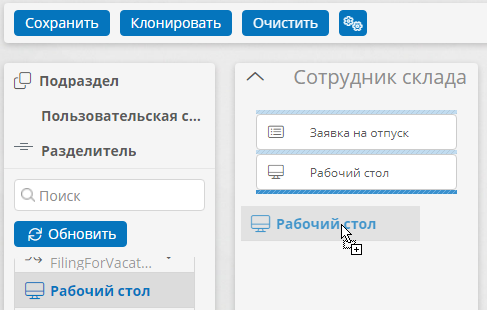 Сохранить Клонировать Очистить
Подраздел
Пользовательская с...
Разделитель
Поиск
Обновить
FilingForVacat...
Рабочий стол
Сотрудник склада
Заявка на отпуск
Рабочий стол
Рабочий стол